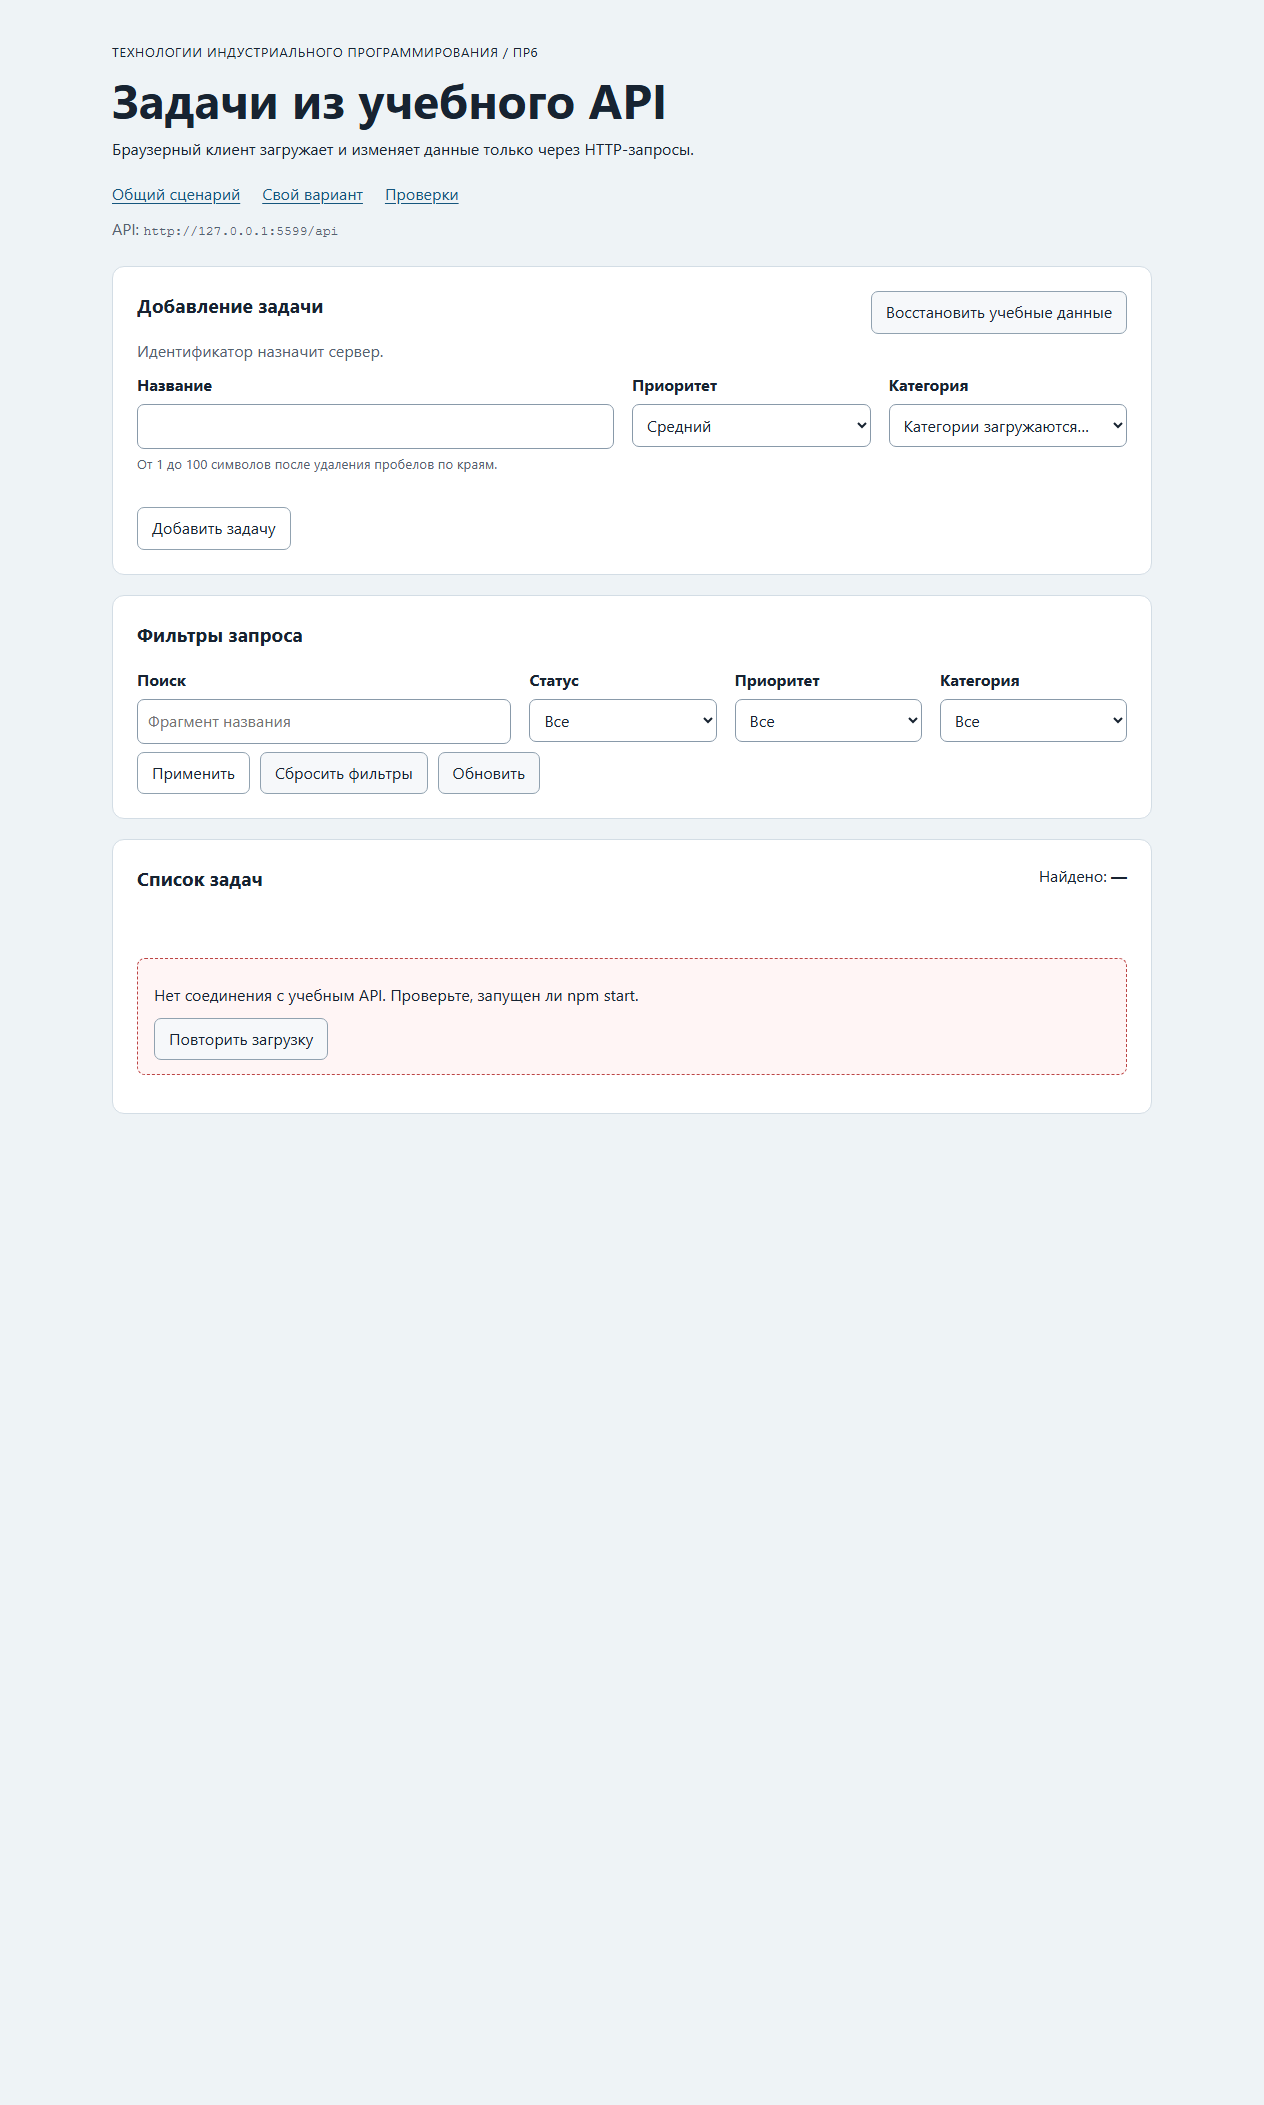 ТЕХНОЛОГИИ ИНДУСТРИАЛЬНОГО ПРОГРАММИРОВАНИЯ / ПР6
Задачи из учебного API
Браузерный клиент загружает и изменяет данные только через HTTP-запросы.
Общий сценарий Свой вариант Проверки
API: http://127.0.0.1:5599/api
Добавление задачи
Восстановить учебные данные
Идентификатор назначит сервер.
Название Приоритет Категория
Средний Категории загружаются...
От 1 до 100 символов после удаления пробелов по краям.
Добавить задачу
Фильтры запроса
Поиск Статус Приоритет Категория
Фрагмент названия Все Все Все
Применить Сбросить фильтры Обновить
Список задач Найдено: —
Нет соединения с учебным API. Проверьте, запущен ли npm start.
Повторить загрузку